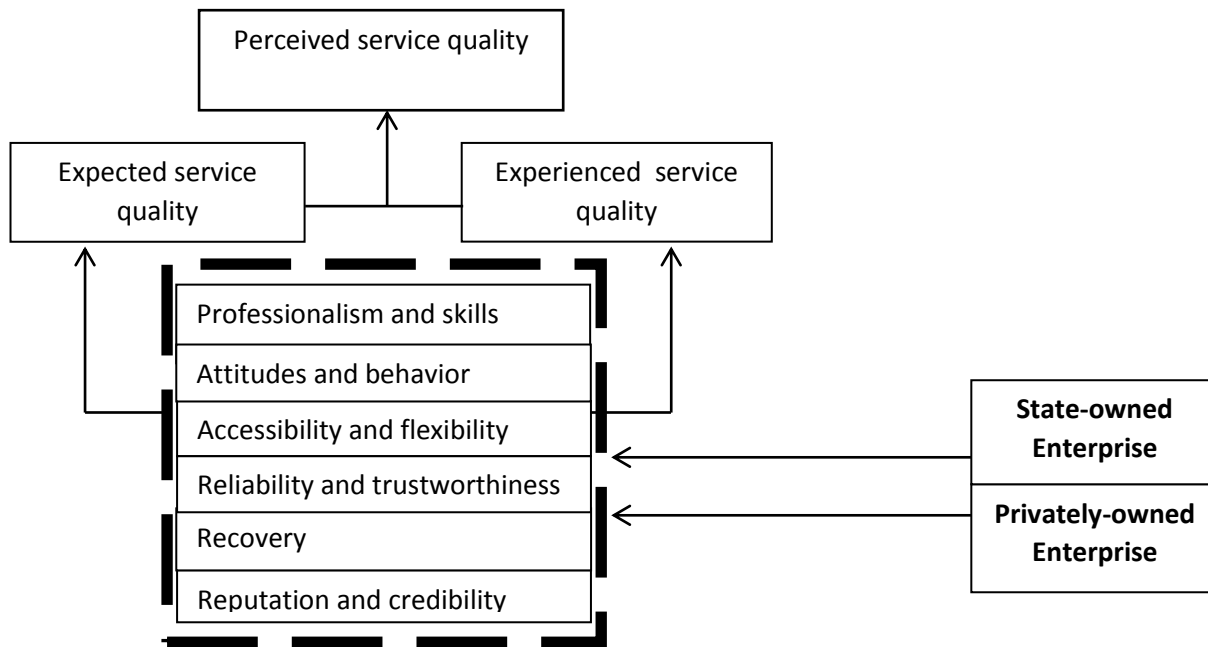 Perceived service quality
Expected service
quality
Experienced service
quality
Professionalism and skills
Attitudes and behavior
Accessibility and flexibility
Reliability and trustworthiness
Recovery
Reputation and credibility
State-owned
Enterprise
Privately-owned
Enterprise